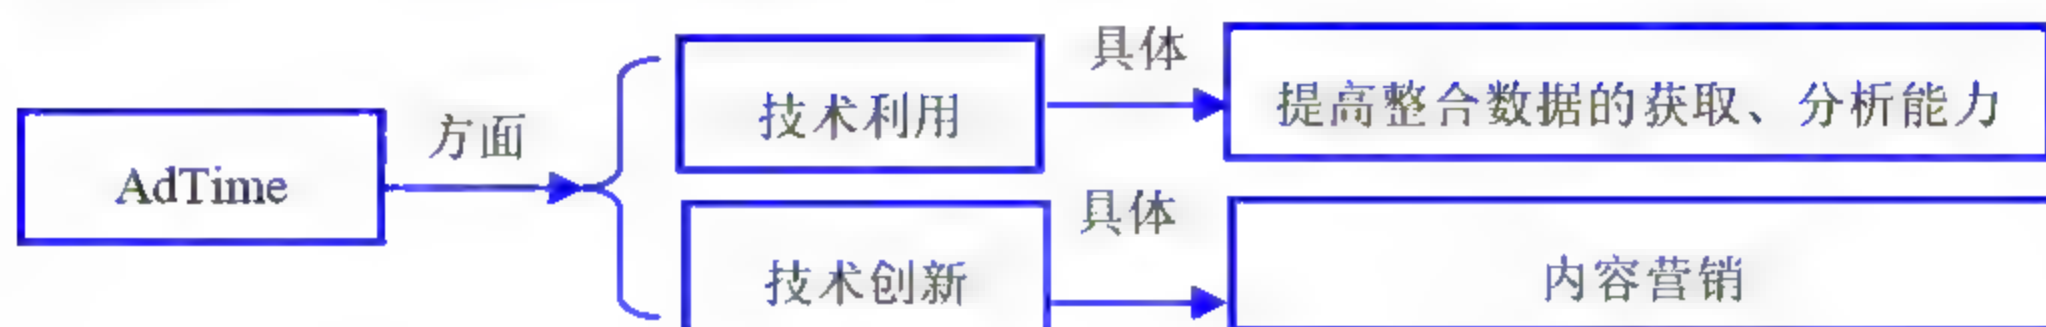 AdTime
方面
技术利用
具体
提高整合数据的获取、分析能力
技术创新
具体
内容营销